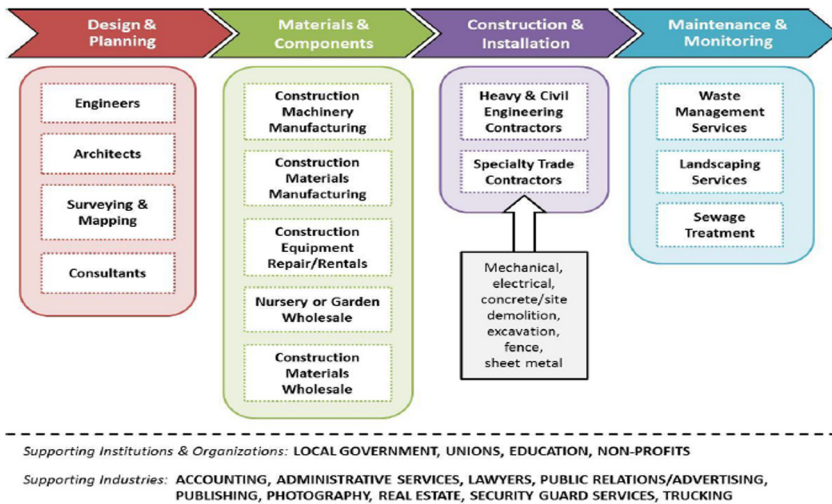 Design &
Planning
Materials &
Components
Construction &
Installation
Maintenance &
Monitoring
Engineers
Architects
Surveying &
Mapping
Consultants
Construction
Machinery
Manufacturing
Construction
Materials
Manufacturing
Construction
Equipment
Repair/Rentals
Nursery or Garden
Wholesale
Construction
Materials
Wholesale
Heavy & Civil
Engineering
Contractors
Specialty Trade
Contractors
Mechanical,
electrical,
concrete/site
demolition,
excavation,
fence,
sheet metal
Waste
Management
Services
Landscaping
Services
Sewage
Treatment
Supporting Institutions & Organizations: LOCAL GOVERNMENT, UNIONS, EDUCATION, NON-PROFITS
Supporting Industries: ACCOUNTING, ADMINISTRATIVE SERVICES, LAWYERS, PUBLIC RELATIONS/ADVERTISING,
PUBLISHING, PHOTOGRAPHY, REAL ESTATE, SECURITY GUARD SERVICES, TRUCKING